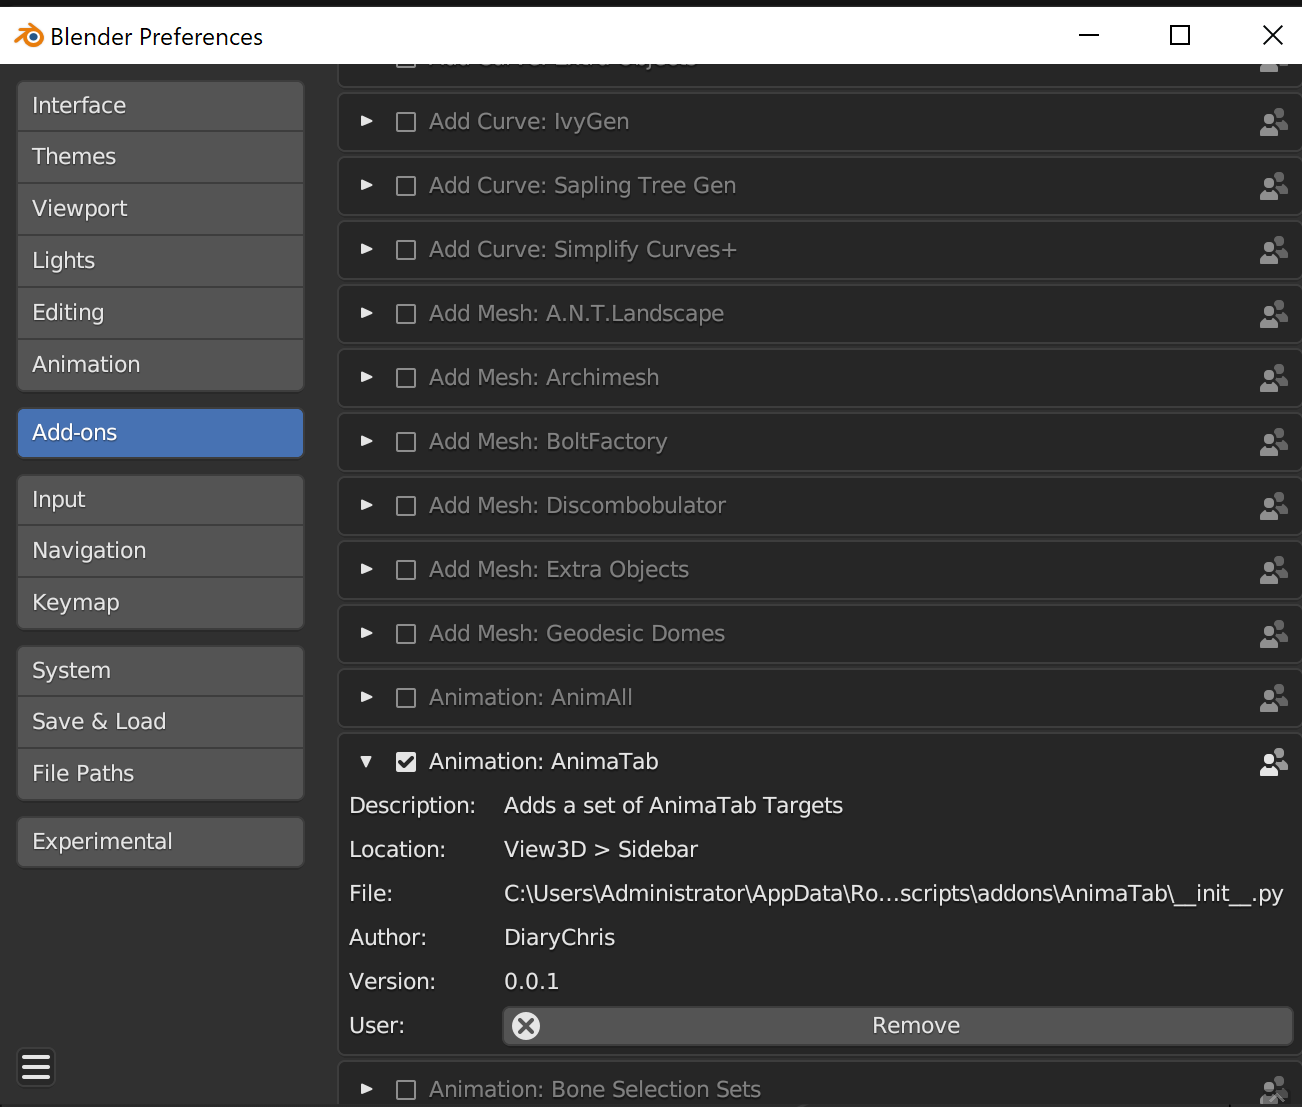 Blender Preferences
Interface
Themes
Viewport
Lights
Editing
Animation
Add-ons
Input
Navigation
Keymap
System
Save & Load
File Paths
Experimental
Add Curve: Extra Objects
Add Curve: IvyGen
Add Curve: Sapling Tree Gen
Add Curve: Simplify Curves+
Add Mesh: A.N.T.Landscape
Add Mesh: Archimesh
Add Mesh: BoltFactory
Add Mesh: Discombobulator
Add Mesh: Extra Objects
Add Mesh: Geodesic Domes
Animation: AnimAll
Animation: AnimaTab
Description: Adds a set of AnimaTab Targets
Location: View3D > Sidebar
File: C:\Users\Administrator\AppData\Ro...scripts\addons\AnimaTab\__init__.py
Author: DiaryChris
Version: 0.0.1
User: Remove
Animation: Bone Selection Sets